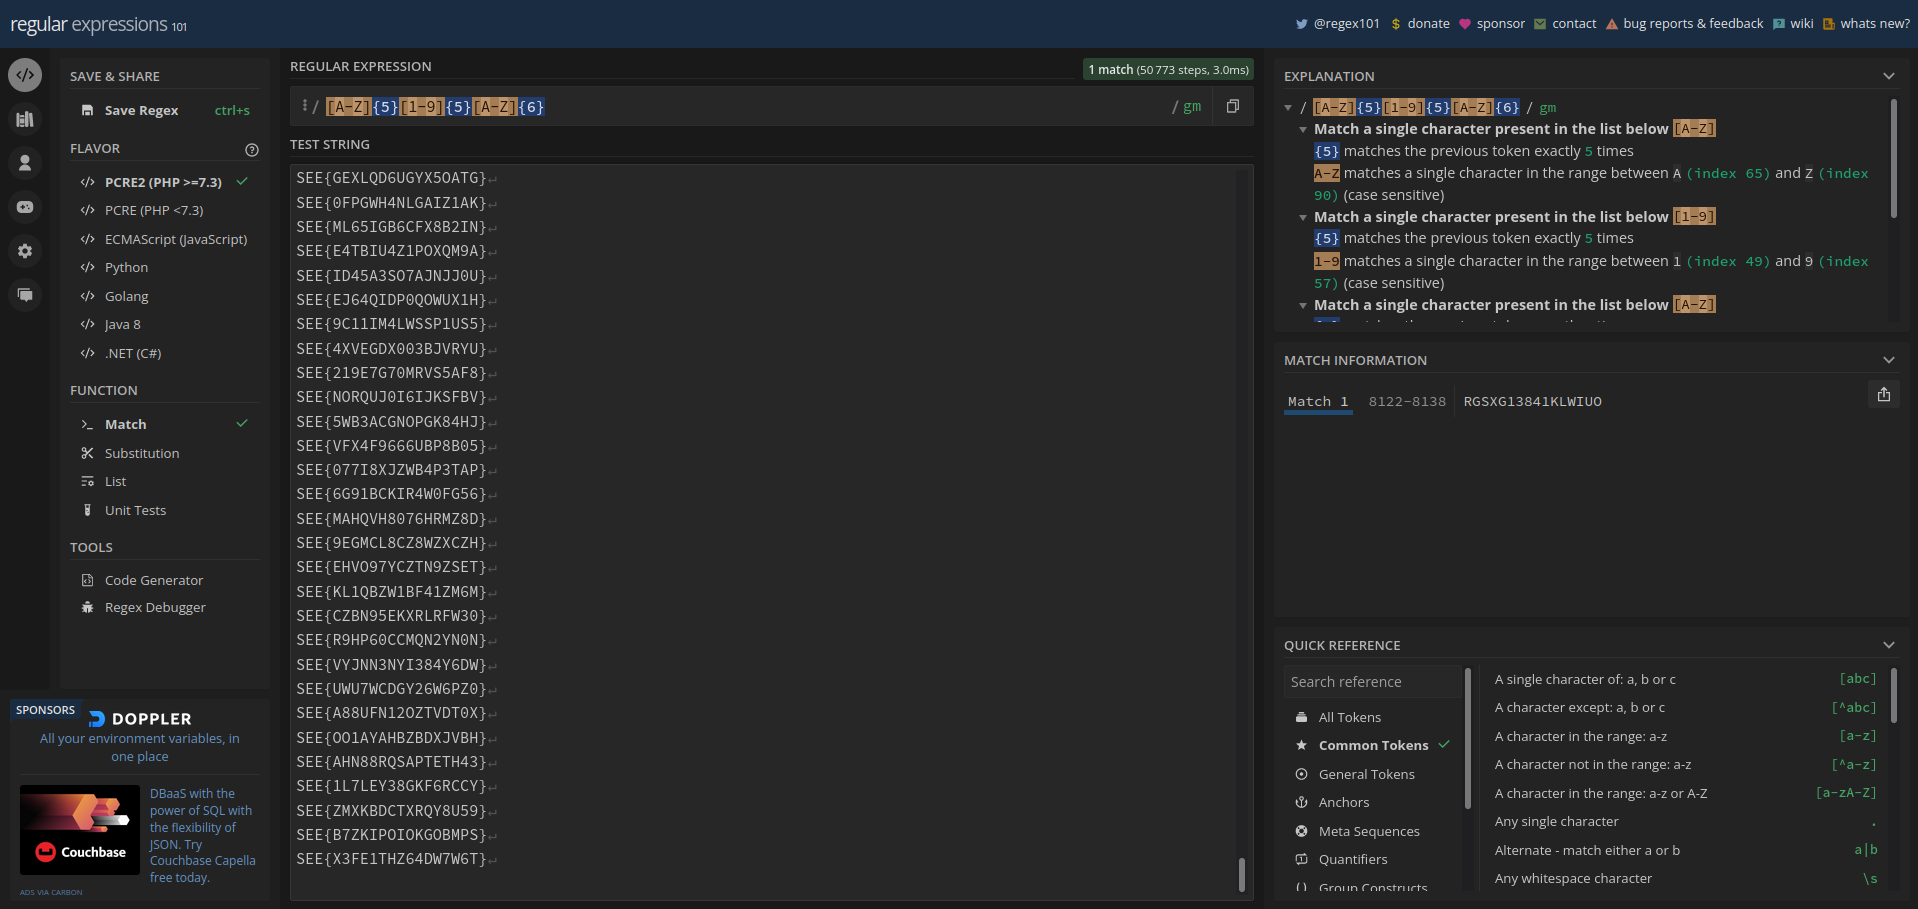 regular expressions 101
@regex101 $ donate sponsor contact bug reports & feedback wiki whats new?
SAVE & SHARE
Save Regex ctrl+s
FLAVOR
PCRE2 (PHP >=7.3)
PCRE (PHP <7.3)
ECMAScript (JavaScript)
Python
Golang
Java 8
.NET (C#)
FUNCTION
Match
Substitution
List
Unit Tests
TOOLS
Code Generator
Regex Debugger
SPONSORS
DOPPLER
All your environment variables, in
one place
Couchbase
DBaaS with the
power of SQL with
the flexibility of
JSON. Try
Couchbase Capella
free today.
ADS VIA CARBON
REGULAR EXPRESSION
1 match (50 773 steps, 3.0ms)
/ [A-Z]{5}[1-9]{5}[A-Z]{6} / gm
TEST STRING
SEE{GEXLQD6UGYX5OATG}
SEE{0FPGWH4NLGAIZ1AK}
SEE{ML65IGB6CFX8B2IN}
SEE{E4TBIU4Z1POXQM9A}
SEE{ID45A3SO7AJNJJ0U}
SEE{EJ64QIDP0QOWUX1H}
SEE{9C11IM4LWSSP1US5}
SEE{4XVEGDX003BJVRYU}
SEE{219E7G70MRVS5AF8}
SEE{NORQUJ0I6IJKSFBV}
SEE{5WB3ACGNOPGK84HJ}
SEE{VFX4F9666UBP8B05}
SEE{077I8XJZWB4P3TAP}
SEE{6G91BCKIR4W0FG56}
SEE{MAHQVH8076HRMZ8D}
SEE{9EGMCL8CZ8WZXCZH}
SEE{EHVO97YCZTN9ZSET}
SEE{KL1QBZW1BF41ZM6M}
SEE{CZBN95EKXRLRFW30}
SEE{R9HP60CCMQN2YN0N}
SEE{VYJNN3NYI384Y6DW}
SEE{UWU7WCDGY26W6PZ0}
SEE{A88UFN12OZTVDT0X}
SEE{OO1AYAHBZBDXJVBH}
SEE{AHN88RQSAPTETH43}
SEE{1L7LEY38GKF6RCCY}
SEE{ZMXKBDCTXRQY8U59}
SEE{B7ZKIPOIOKGOBMPS}
SEE{X3FE1THZ64DW7W6T}
EXPLANATION
/ [A-Z]{5}[1-9]{5}[A-Z]{6} / gm
Match a single character present in the list below [A-Z]
{5} matches the previous token exactly 5 times
A-Z matches a single character in the range between A (index 65) and Z (index
90) (case sensitive)
Match a single character present in the list below [1-9]
{5} matches the previous token exactly 5 times
1-9 matches a single character in the range between 1 (index 49) and 9 (index
57) (case sensitive)
Match a single character present in the list below [A-Z]
MATCH INFORMATION
Match 1 8122-8138 RGSXG13841KLWIUO
QUICK REFERENCE
Search reference
All Tokens
Common Tokens
General Tokens
Anchors
Meta Sequences
Quantifiers
Group Constructs
A single character of: a, b or c [abc]
A character except: a, b or c [^abc]
A character in the range: a-z [a-z]
A character not in the range: a-z [^a-z]
A character in the range: a-z or A-Z [a-zA-Z]
Any single character .
Alternate - match either a or b a|b
Any whitespace character \s